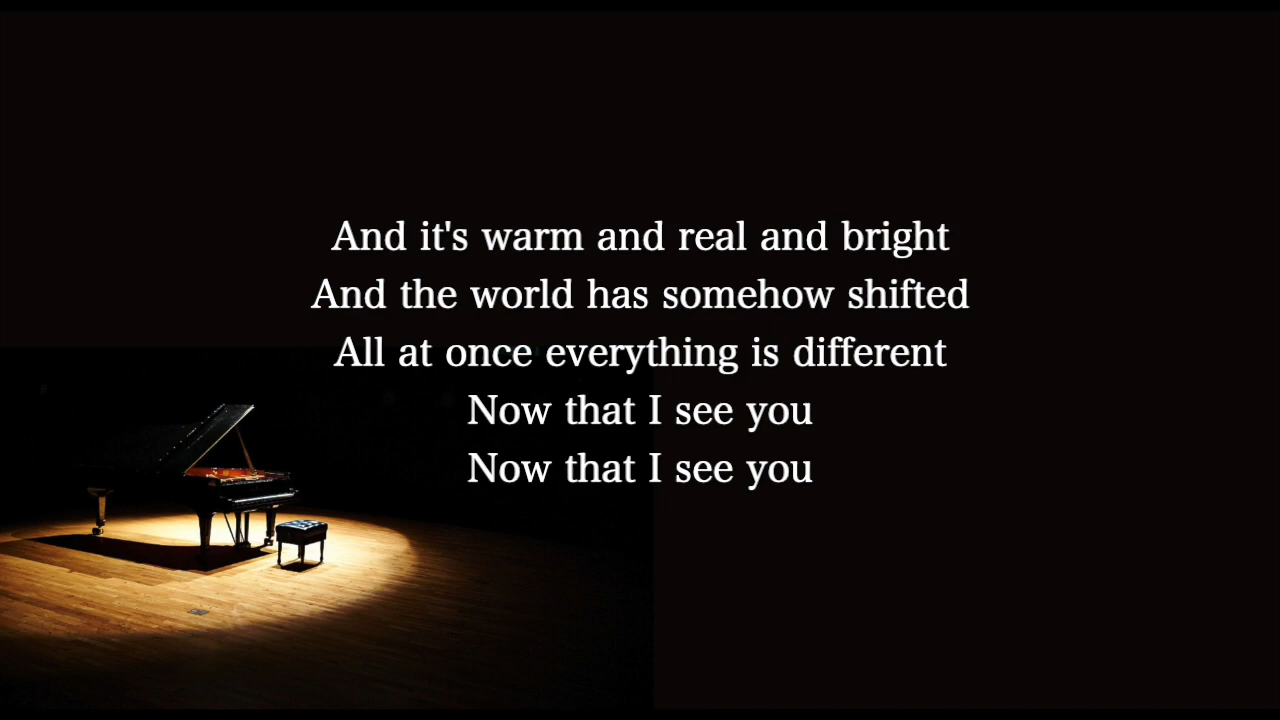 And it's warm and real and bright
And the world has somehow shifted
All at once everything is different
Now that I see you
Now that I see you